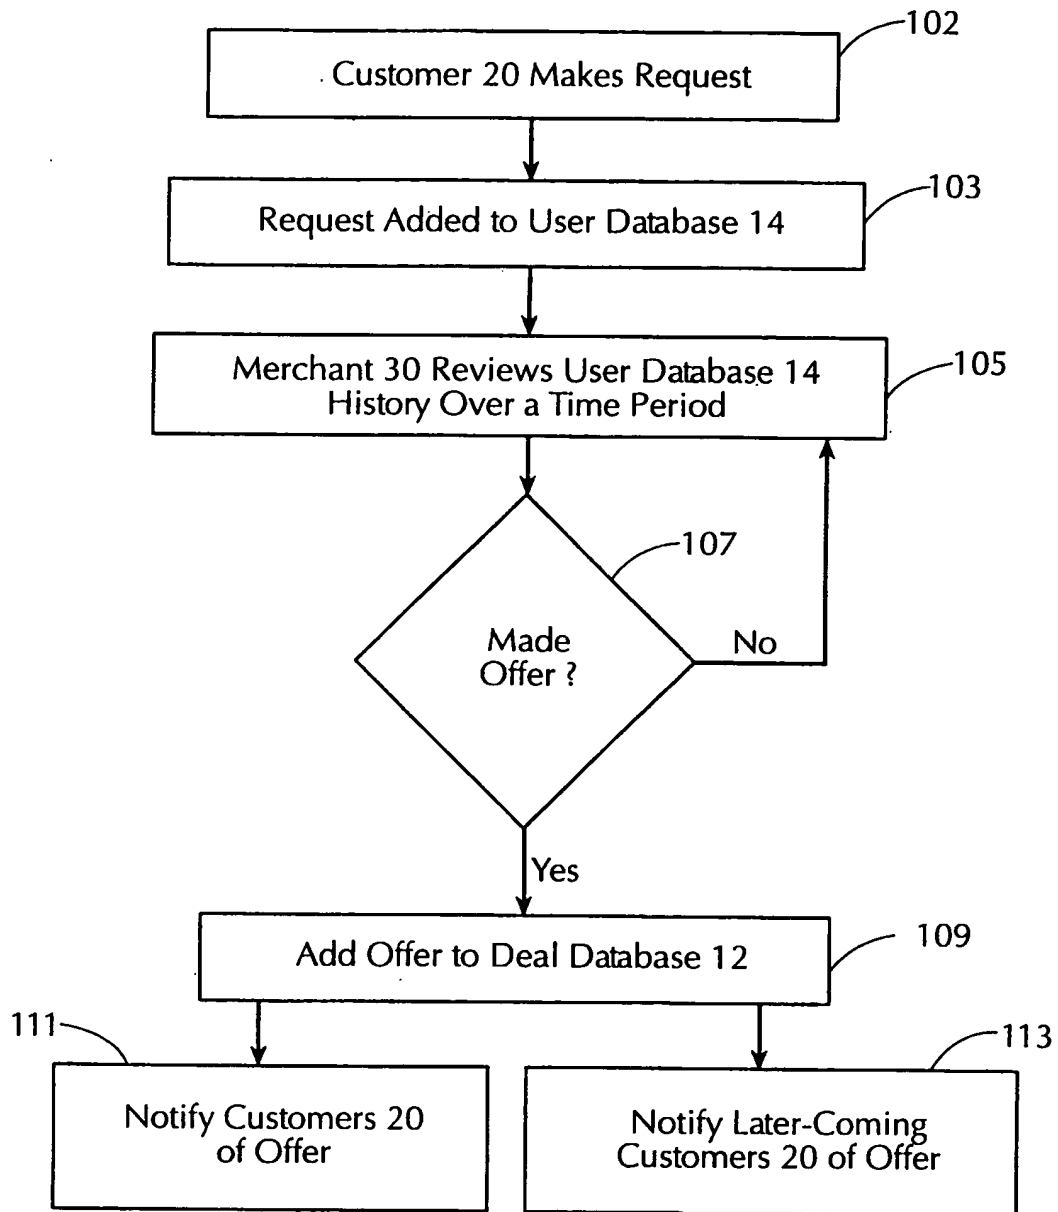 102
Customer 20 Makes Request
103
Request Added to User Database 14
105
Merchant 30 Reviews User Database 14
History Over a Time Period
107
Made
Offer ?
No
Yes
109
Add Offer to Deal Database 12
111
113
Notify Customers 20
of Offer
Notify Later-Coming
Customers 20 of Offer